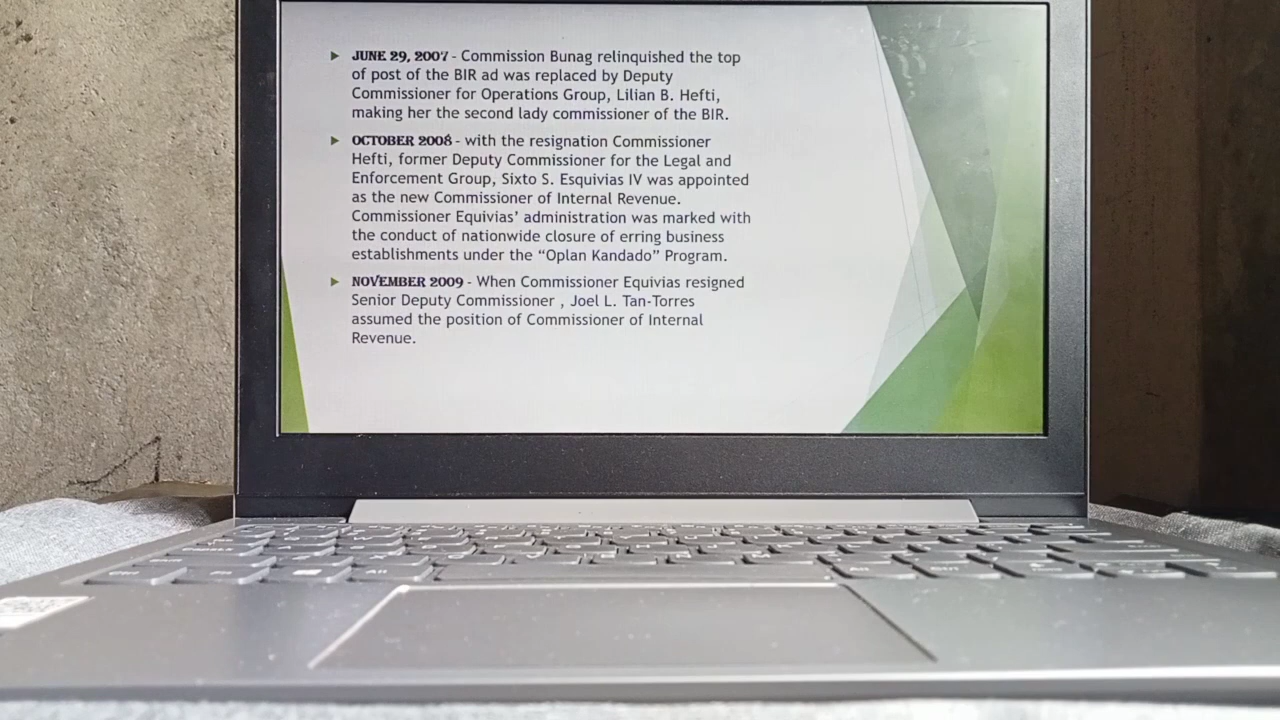 JUNE 29, 2007 - Commission Bunag relinquished the top
of post of the BIR ad was replaced by Deputy
Commissioner for Operations Group, Lilian B. Hefti,
making her the second lady commissioner of the BIR.
OCTOBER 2008 - with the resignation Commissioner
Hefti, former Deputy Commissioner for the Legal and
Enforcement Group, Sixto S. Esquivias IV was appointed
as the new Commissioner of Internal Revenue.
Commissioner Equivias’ administration was marked with
the conduct of nationwide closure of erring business
establishments under the “Oplan Kandado” Program.
NOVEMBER 2009 - When Commissioner Equivias resigned
Senior Deputy Commissioner , Joel L. Tan-Torres
assumed the position of Commissioner of Internal
Revenue.